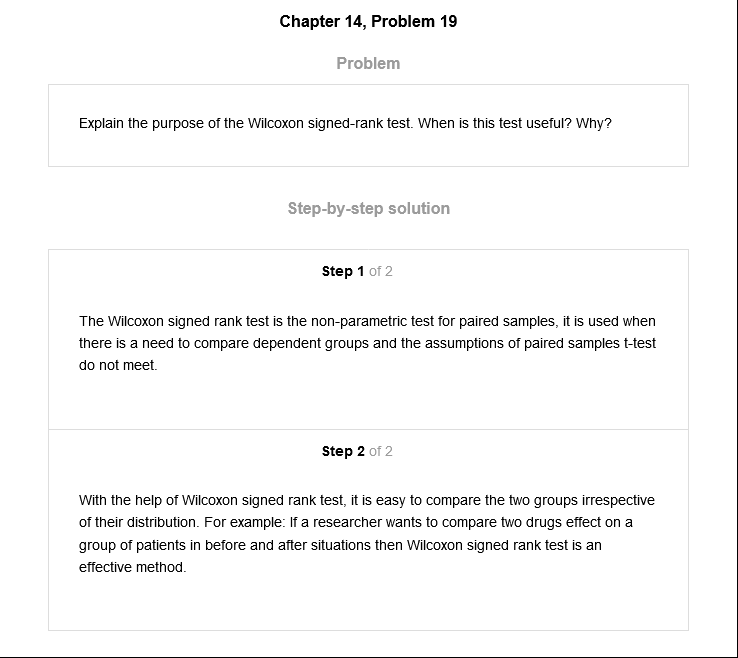 Chapter 14, Problem 19
Problem
Explain the purpose of the Wilcoxon signed-rank test. When is this test useful? Why?
Step-by-step solution
Step 1 of 2
The Wilcoxon signed rank test is the non-parametric test for paired samples, it is used when
there is a need to compare dependent groups and the assumptions of paired samples t-test
do not meet.
Step 2 of 2
With the help of Wilcoxon signed rank test, it is easy to compare the two groups irrespective
of their distribution. For example: If a researcher wants to compare two drugs effect on a
group of patients in before and after situations then Wilcoxon signed rank test is an
effective method.